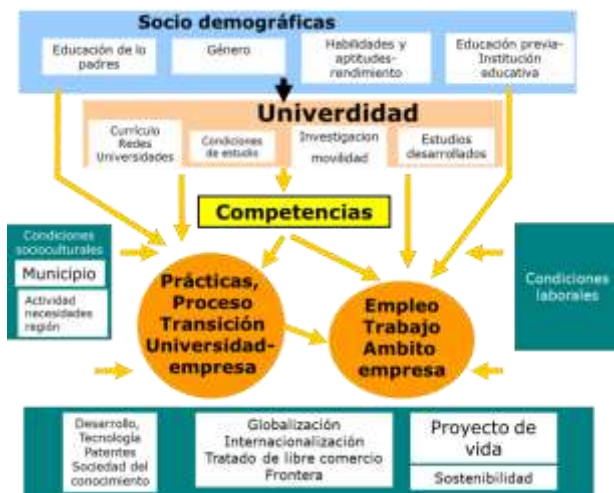 Socio demográficas
Educación de lo
padres
Género
Habilidades y
aptitudes-
rendimiento
Educación previa-
Institución
educativa
Univerdidad
Currículo
Redes
Universidades
Condiciones
de estudio
Investigacion
movilidad
Estudios
desarrollados
Competencias
Condiciones
socioculturales
Municipio
Actividad
necesidades
región
Prácticas,
Proceso
Transición
Universidad-
empresa
Empleo
Trabajo
Ambito
empresa
Condiciones
laborales
Desarrollo,
Tecnología
Patentes
Sociedad del
conocimiento
Globalización
Internacionalización
Tratado de libre comercio
Frontera
Proyecto de
vida
Sostenibilidad